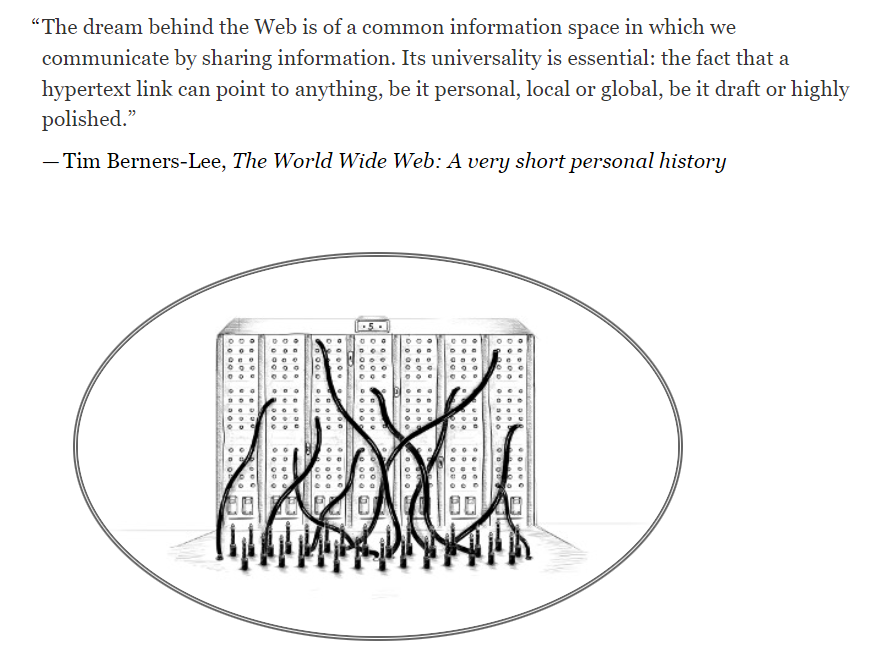 “The dream behind the Web is of a common information space in which we
communicate by sharing information. Its universality is essential: the fact that a
hypertext link can point to anything, be it personal, local or global, be it draft or highly
polished.”
— Tim Berners-Lee, The World Wide Web: A very short personal history
· 5 ·